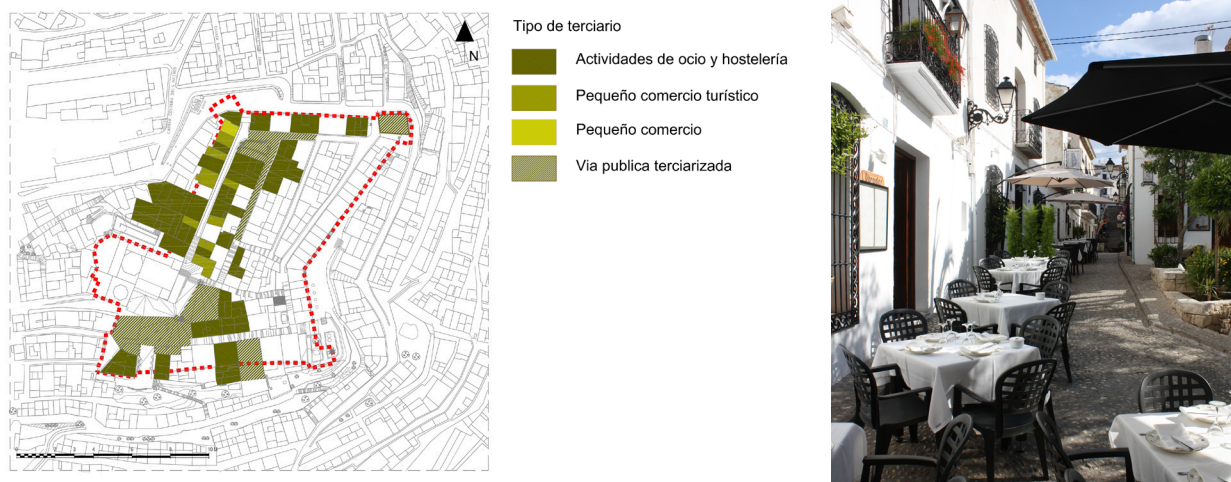 N
Tipo de terciario
Actividades de ocio y hostelería
Pequeño comercio turístico
Pequeño comercio
Via publica terciarizada